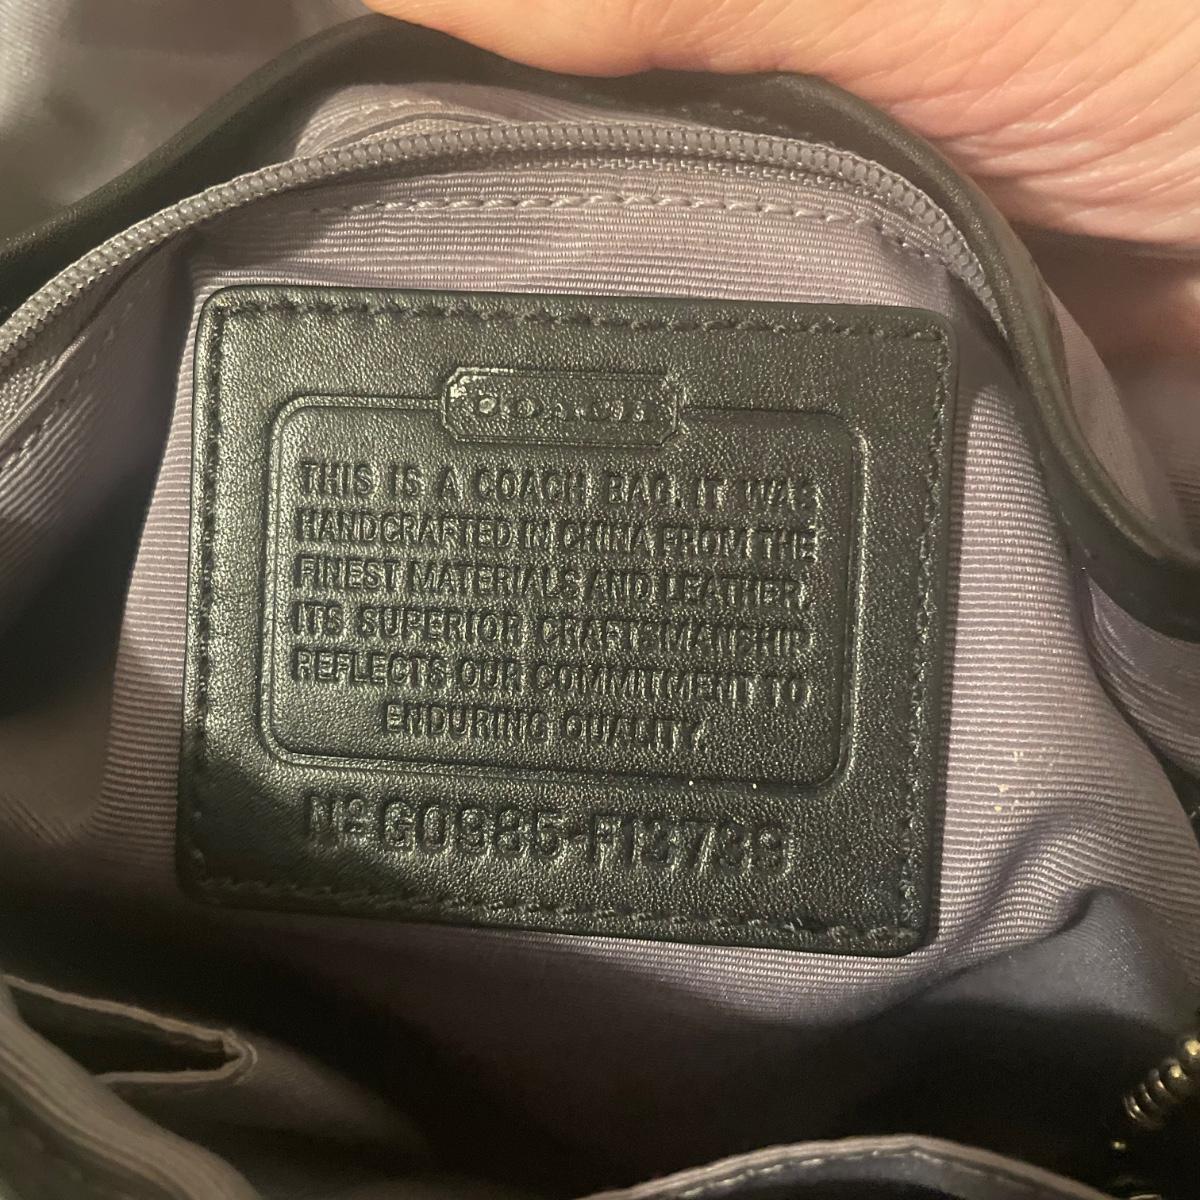 COACH
THIS IS A COACH BAG. IT WAS
HANDCRAFTED IN CHINA FROM THE
FINEST MATERIALS AND LEATHER.
ITS SUPERIOR CRAFTSMANSHIP
REFLECTS OUR COMMITMENT TO
ENDURING QUALITY.
Nº G0985-F13739